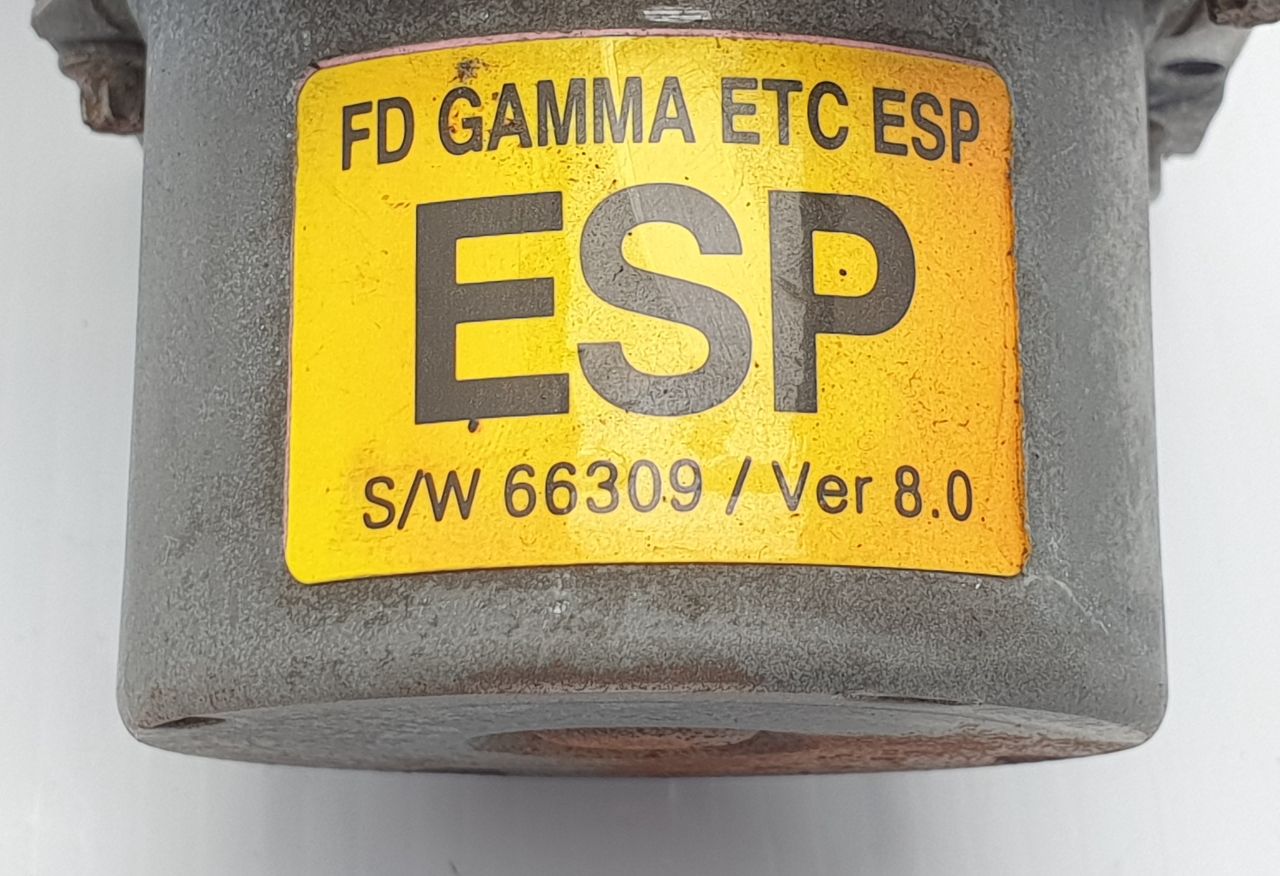 FD GAMMA ETC ESP
ESP
S/W 66309 / Ver 8.0